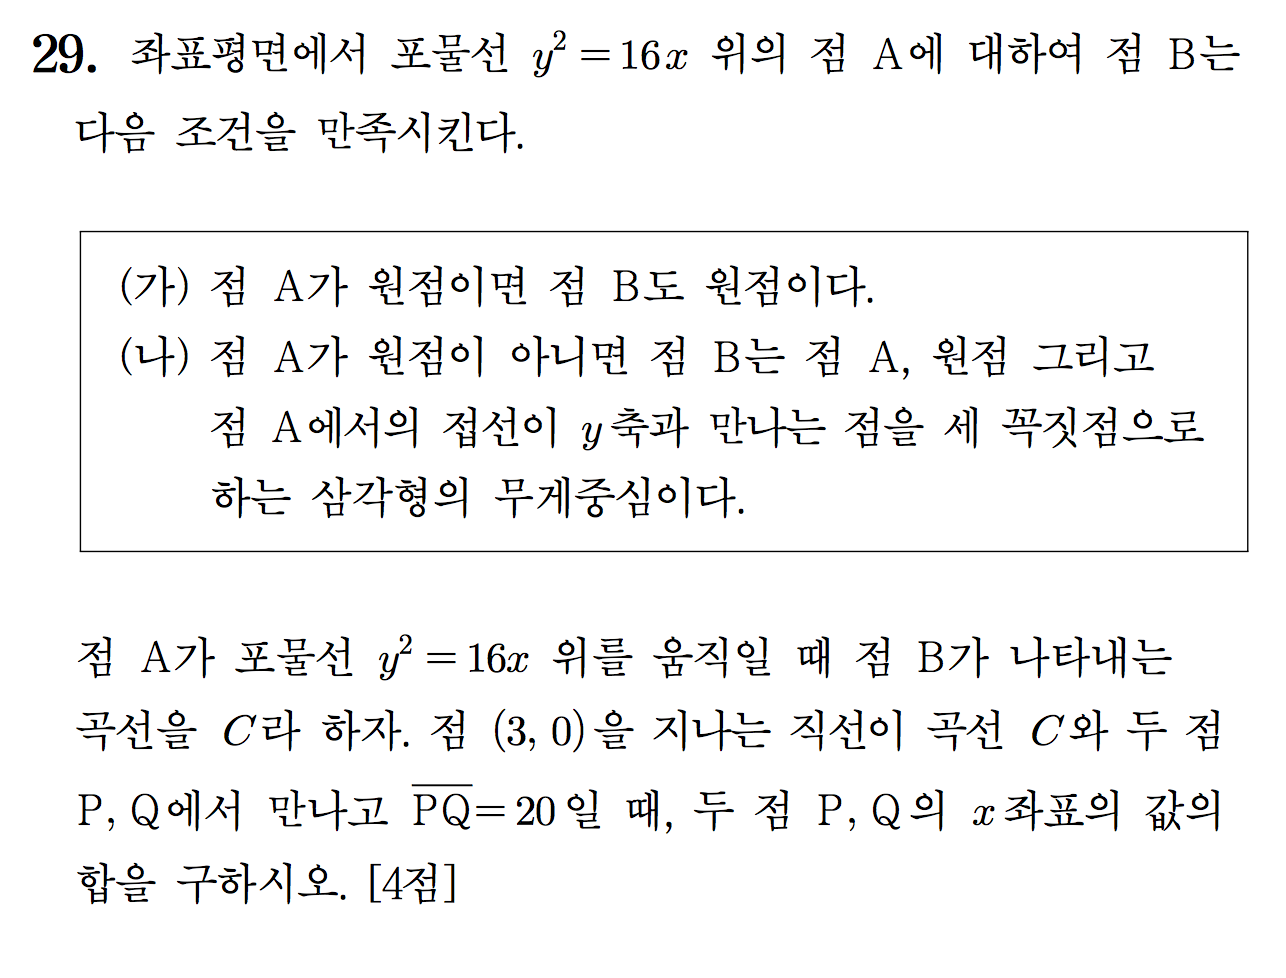 29. 좌표평면에서 포물선 y²=16x 위의 점 A에 대하여 점 B는
다음 조건을 만족시킨다.
(가) 점 A가 원점이면 점 B도 원점이다.
(나) 점 A가 원점이 아니면 점 B는 점 A, 원점 그리고
점 A에서의 접선이 y축과 만나는 점을 세 꼭짓점으로
하는 삼각형의 무게중심이다.
점 A가 포물선 y²=16x 위를 움직일 때 점 B가 나타내는
곡선을 C라 하자. 점 (3, 0)을 지나는 직선이 곡선 C와 두 점
P, Q에서 만나고 P̅Q̅=20일 때, 두 점 P, Q의 x좌표의 값의
합을 구하시오. [4점]